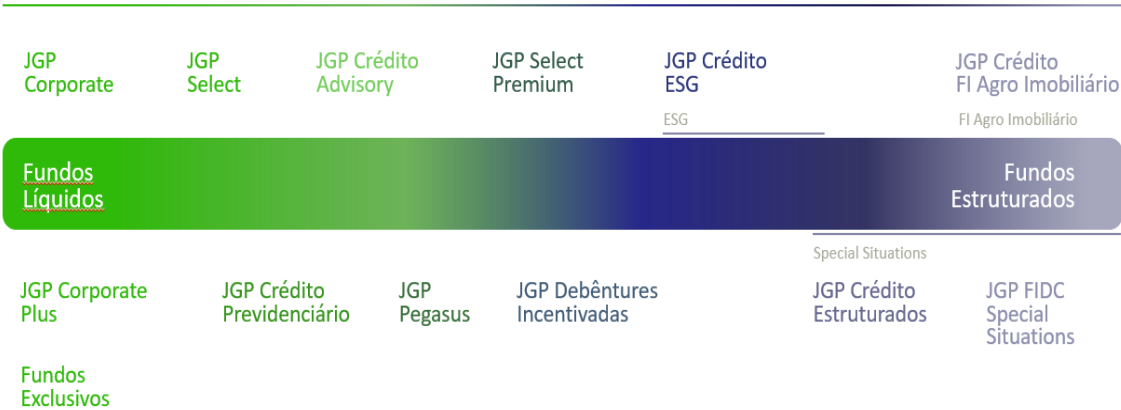 JGP
Corporate
JGP
Select
JGP Crédito
Advisory
JGP Select
Premium
JGP Crédito
ESG
JGP Crédito
FI Agro Imobiliário
ESG
FI Agro Imobiliário
Fundos
Líquidos
Fundos
Estruturados
Special Situations
JGP Corporate
Plus
JGP Crédito
Previdenciário
JGP
Pegasus
JGP Debêntures
Incentivadas
JGP Crédito
Estruturados
JGP FIDC
Special
Situations
Fundos
Exclusivos